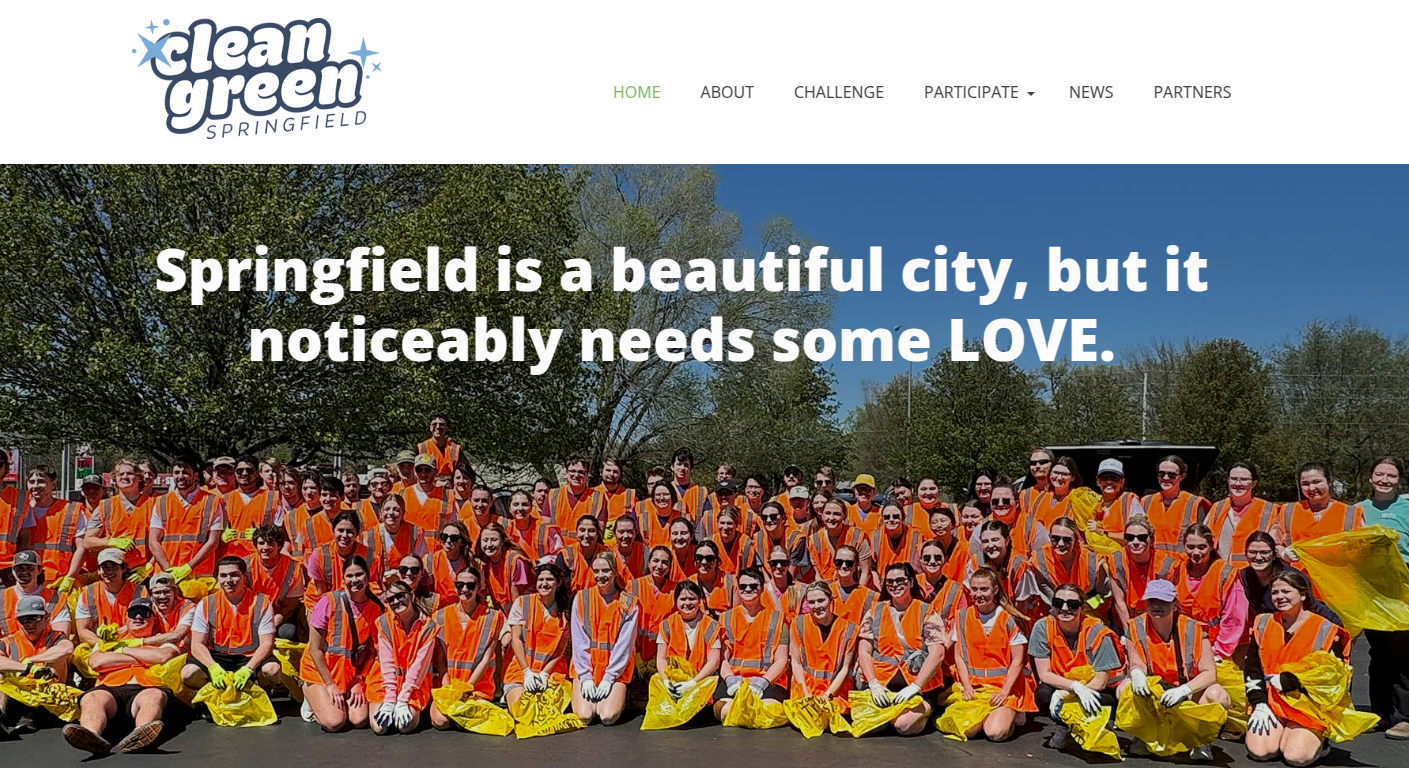 clean
green
SPRINGFIELD
HOME ABOUT CHALLENGE PARTICIPATE NEWS PARTNERS
Springfield is a beautiful city, but it
noticeably needs some LOVE.